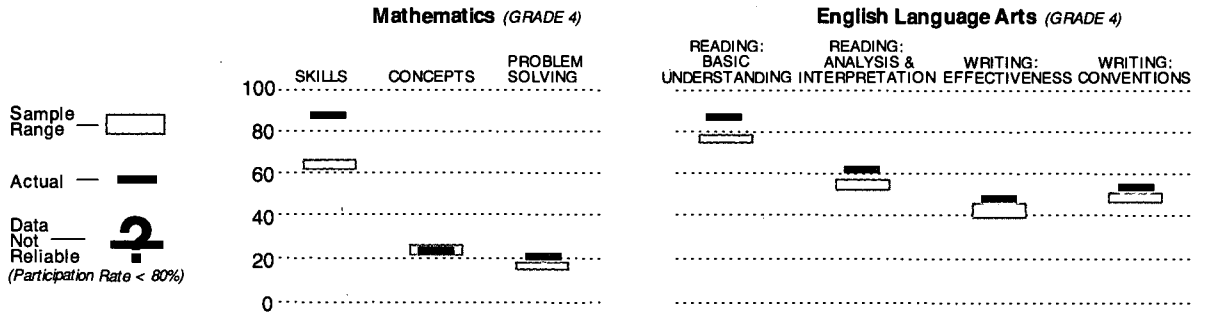 Mathematics (GRADE 4)
SKILLS
CONCEPTS
PROBLEM
SOLVING
100
80
60
40
20
0
Sample
Range
Actual
Data
Not
Reliable
?
(Participation Rate < 80%)
English Language Arts (GRADE 4)
READING:
BASIC
UNDERSTANDING
READING:
ANALYSIS &
INTERPRETATION
WRITING:
EFFECTIVENESS
WRITING:
CONVENTIONS